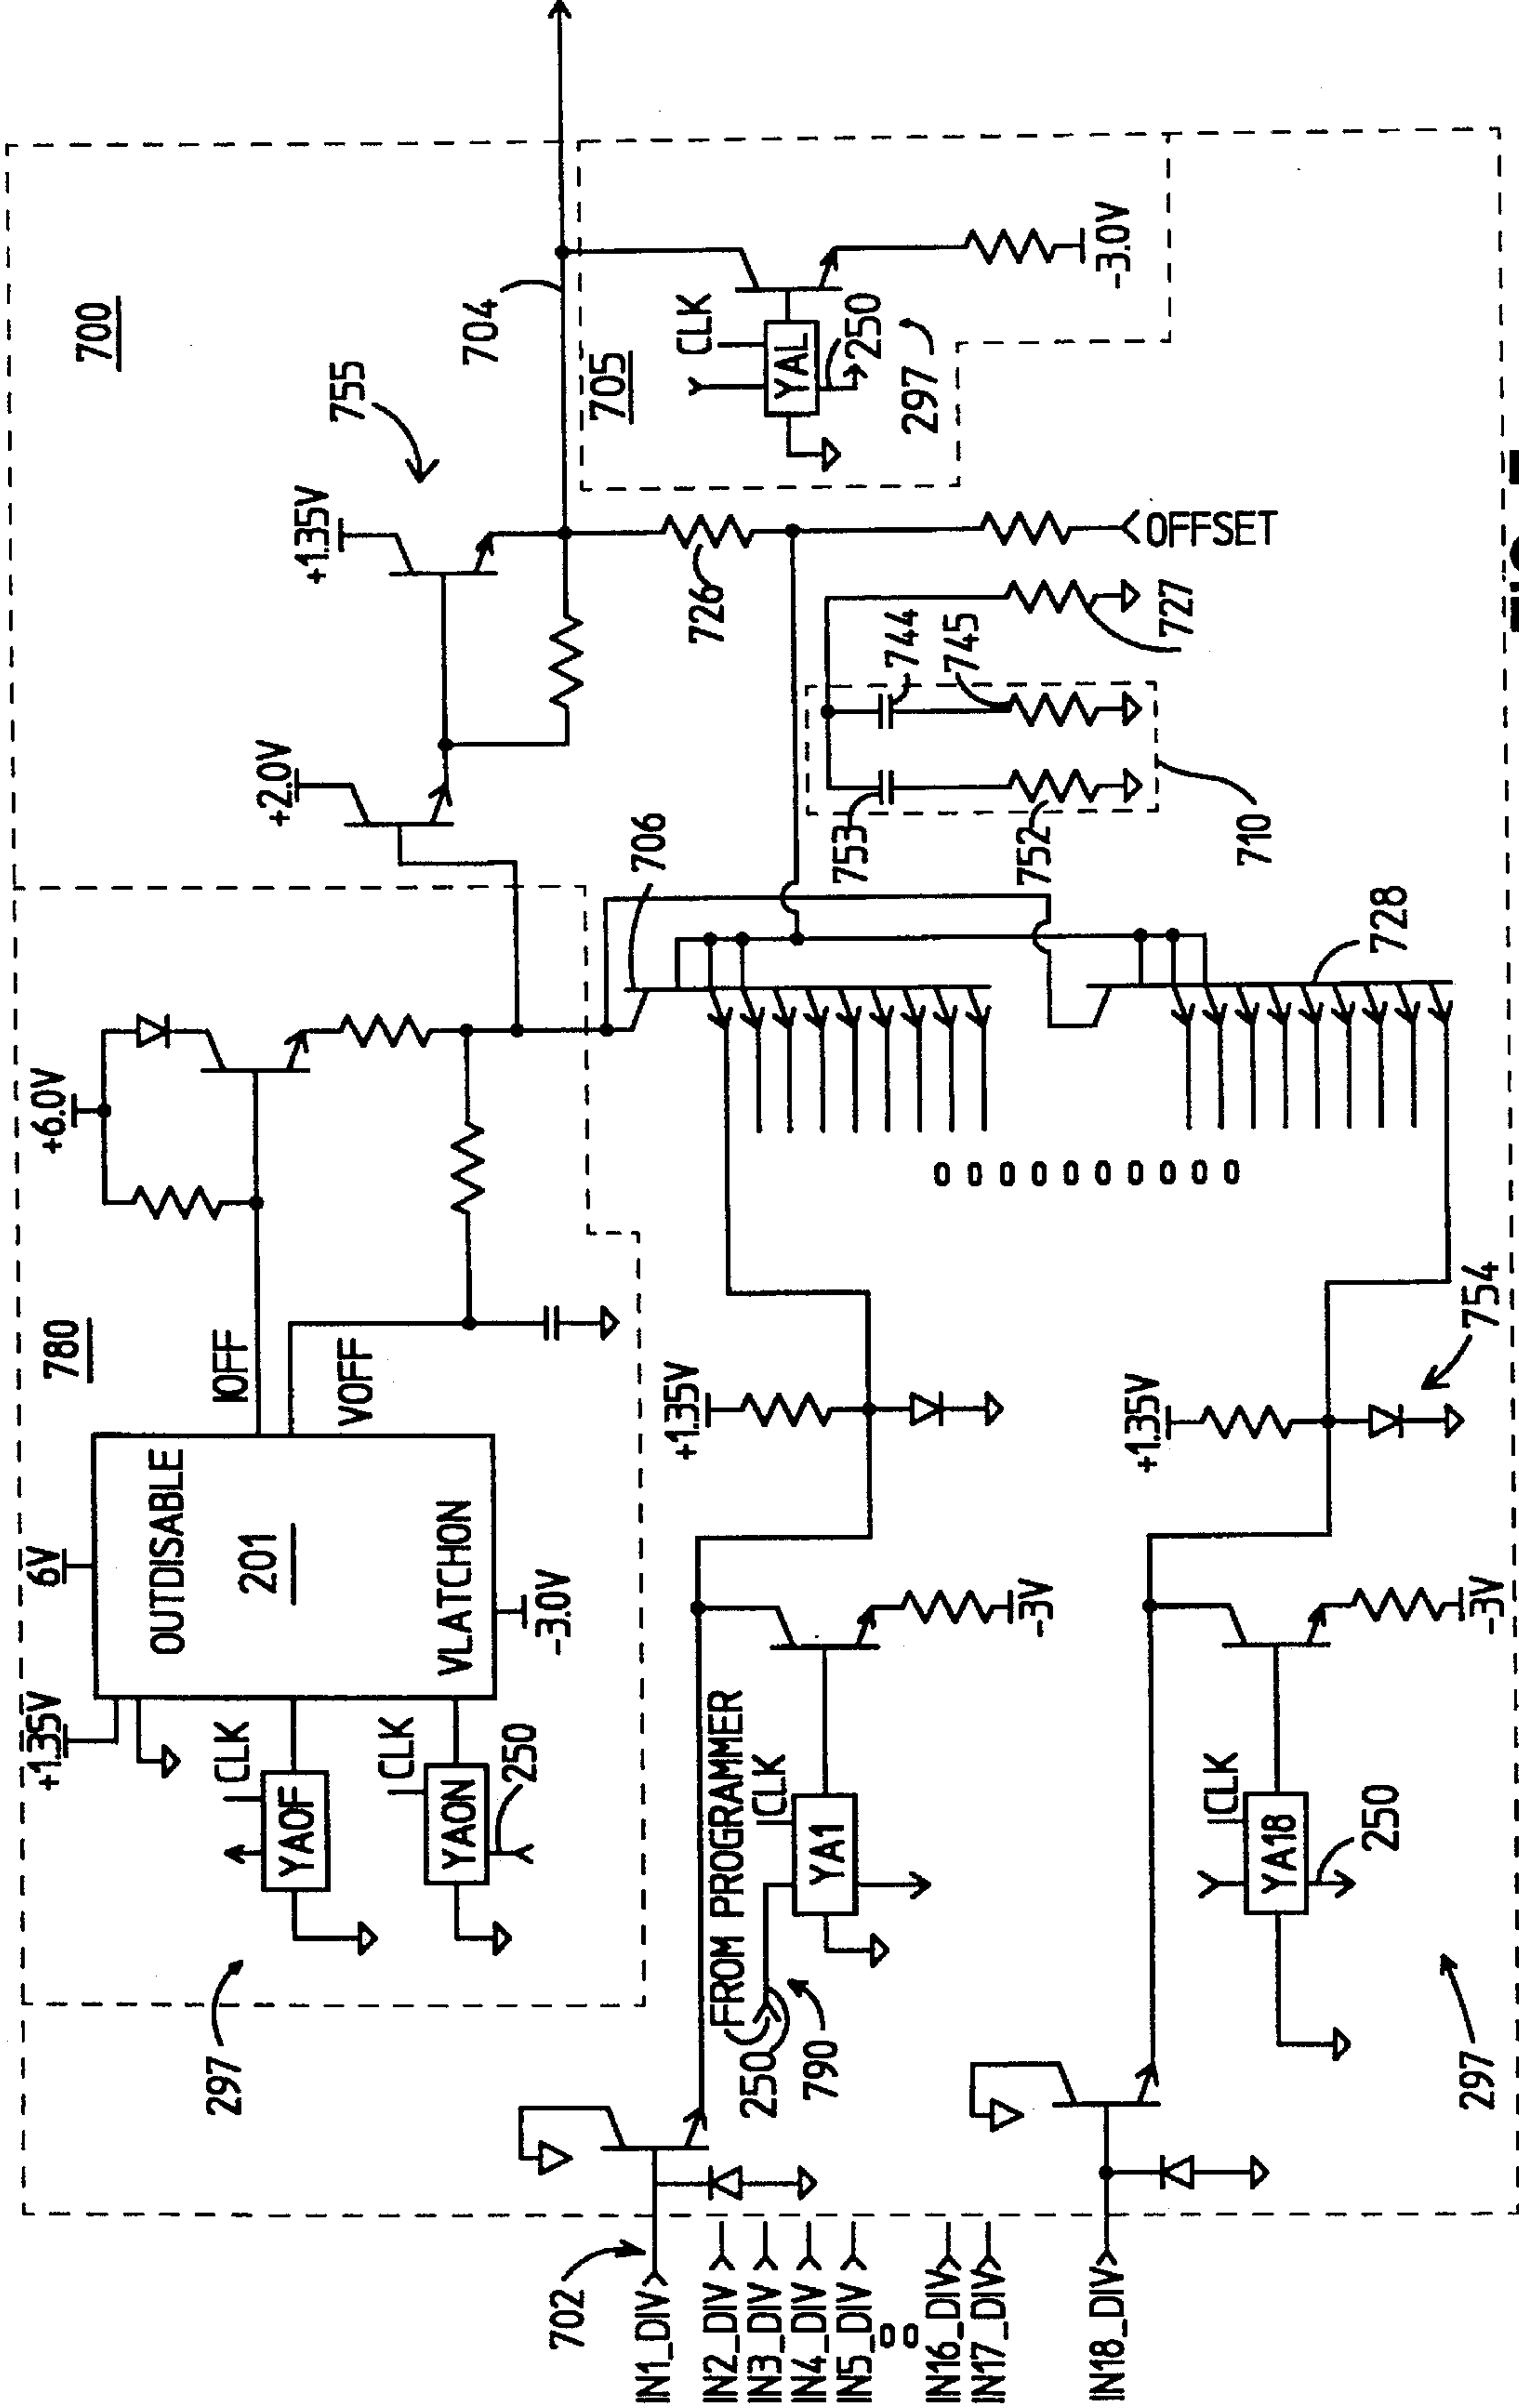 700
780
+6.0V
+2.0V
+1.35V
755
704
6V
+1.35V
OUTDISABLE
201
VLATCHON
-3.0V
IOFF
VOFF
CLK
YAOF
CLK
YAON
250
297
705
CLK
YAL
250
297
-3.0V
726
OFFSET
727
744
745
753
752
710
706
728
702
IN1_DIV
IN2_DIV
IN3_DIV
IN4_DIV
IN5_DIV
IN16_DIV
IN17_DIV
IN18_DIV
FROM PROGRAMMER
250
790
CLK
YA1
-3V
+1.35V
CLK
YA18
250
-3V
+1.35V
754
297